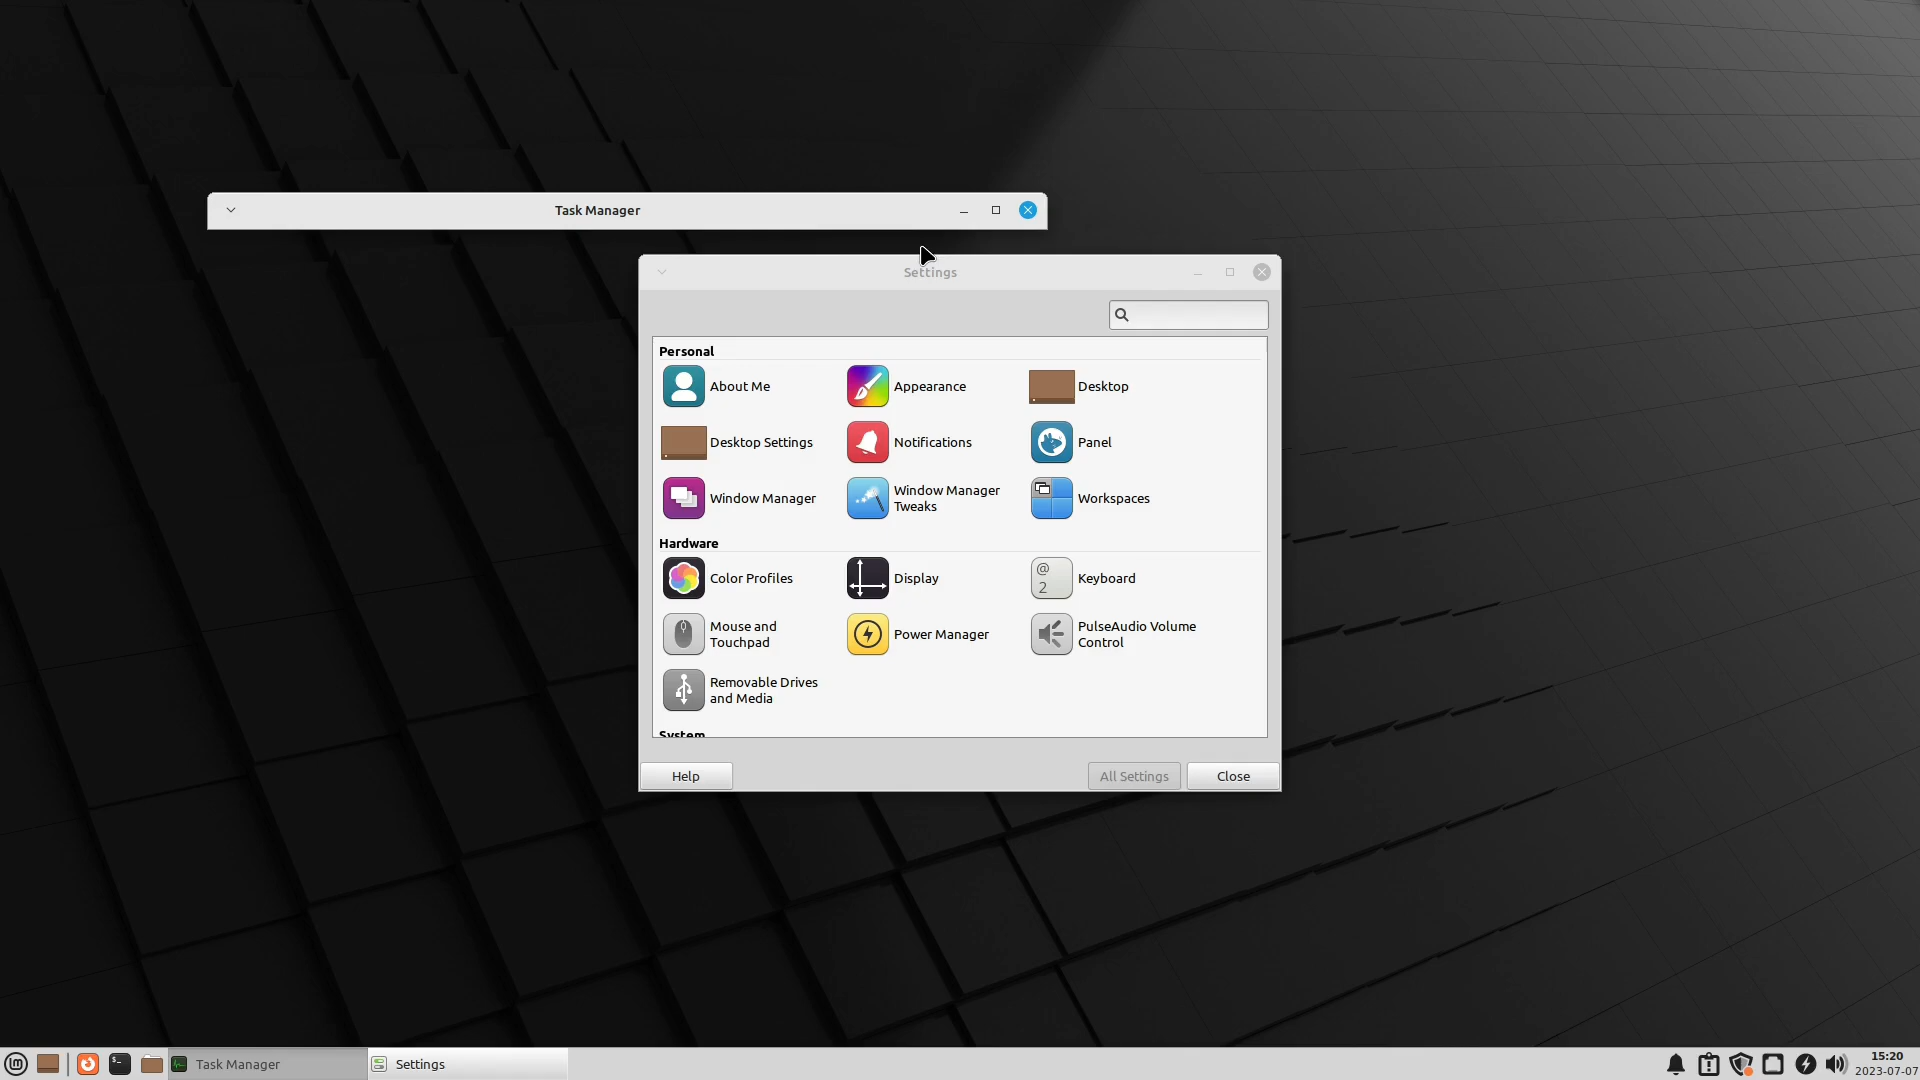 Task Manager
Settings
Personal
About Me
Appearance
Desktop
Desktop Settings
Notifications
Panel
Window Manager
Window Manager
Tweaks
Workspaces
Hardware
Color Profiles
Display
@
2
Keyboard
Mouse and
Touchpad
Power Manager
PulseAudio Volume
Control
Removable Drives
and Media
System
Help
All Settings
Close
Task Manager
Settings
15:20
2023-07-07